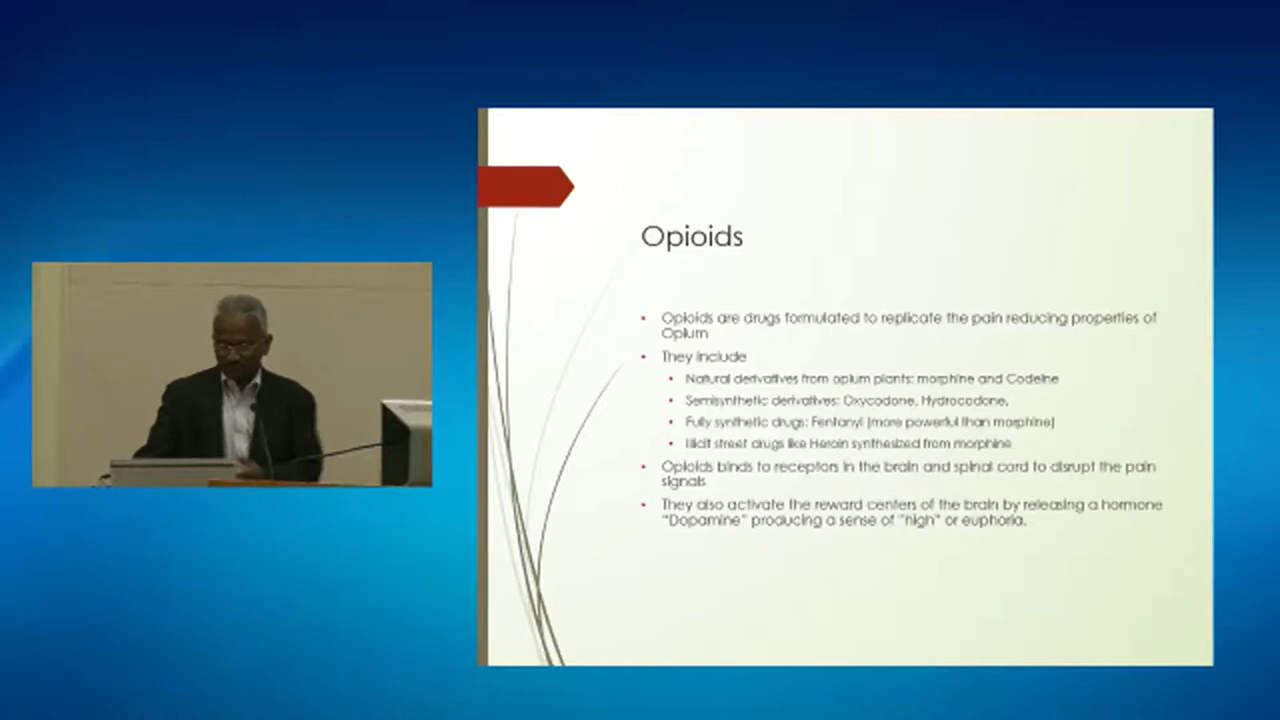 Opioids
Opioids are drugs formulated to replicate the pain reducing properties of
Opium
They include
Natural derivatives from opium plants: morphine and Codeine
Semisynthetic derivatives: Oxycodone, Hydrocodone,
Fully synthetic drugs: Fentanyl (more powerful than morphine)
Illicit street drugs like Heroin synthesized from morphine
Opioids binds to receptors in the brain and spinal cord to disrupt the pain
signals
They also activate the reward centers of the brain by releasing a hormone
"Dopamine" producing a sense of "high" or euphoria.